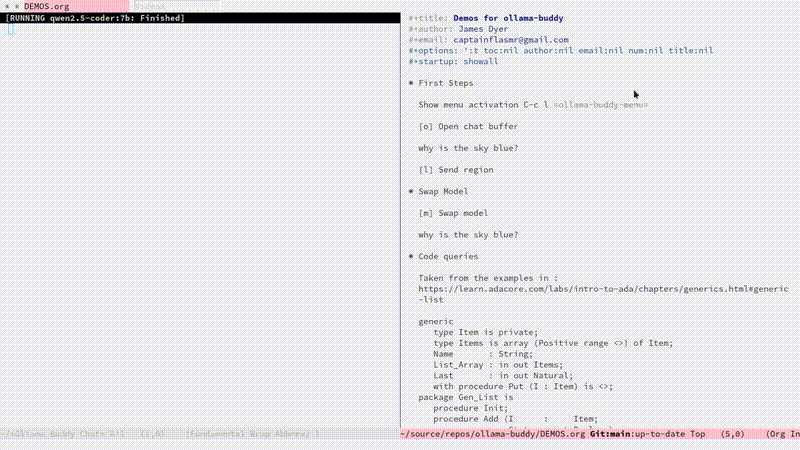 DEMOS.org
[RUNNING qwen2.5-coder:7b: Finished]
#+title: Demos for ollama-buddy
#+author: James Dyer
#+email: captainflasmr@gmail.com
#+options: ':t toc:nil author:nil email:nil num:nil title:nil
#+startup: showall
* First Steps
Show menu activation C-c l =ollama-buddy-menu=
[o] Open chat buffer
why is the sky blue?
[l] Send region
* Swap Model
[m] Swap model
why is the sky blue?
* Code queries
Taken from the examples in :
https://learn.adacore.com/labs/intro-to-ada/chapters/generics.html#generic
-list
generic
type Item is private;
type Items is array (Positive range <>) of Item;
Name : String;
List_Array : in out Items;
Last : in out Natural;
with procedure Put (I : Item) is <>;
package Gen_List is
procedure Init;
procedure Add (I : Item;
(1,0) [Fundamental Wrap Abbrev]
~/source/repos/ollama-buddy/DEMOS.org Git:main:up-to-date Top (5,0) (Org In